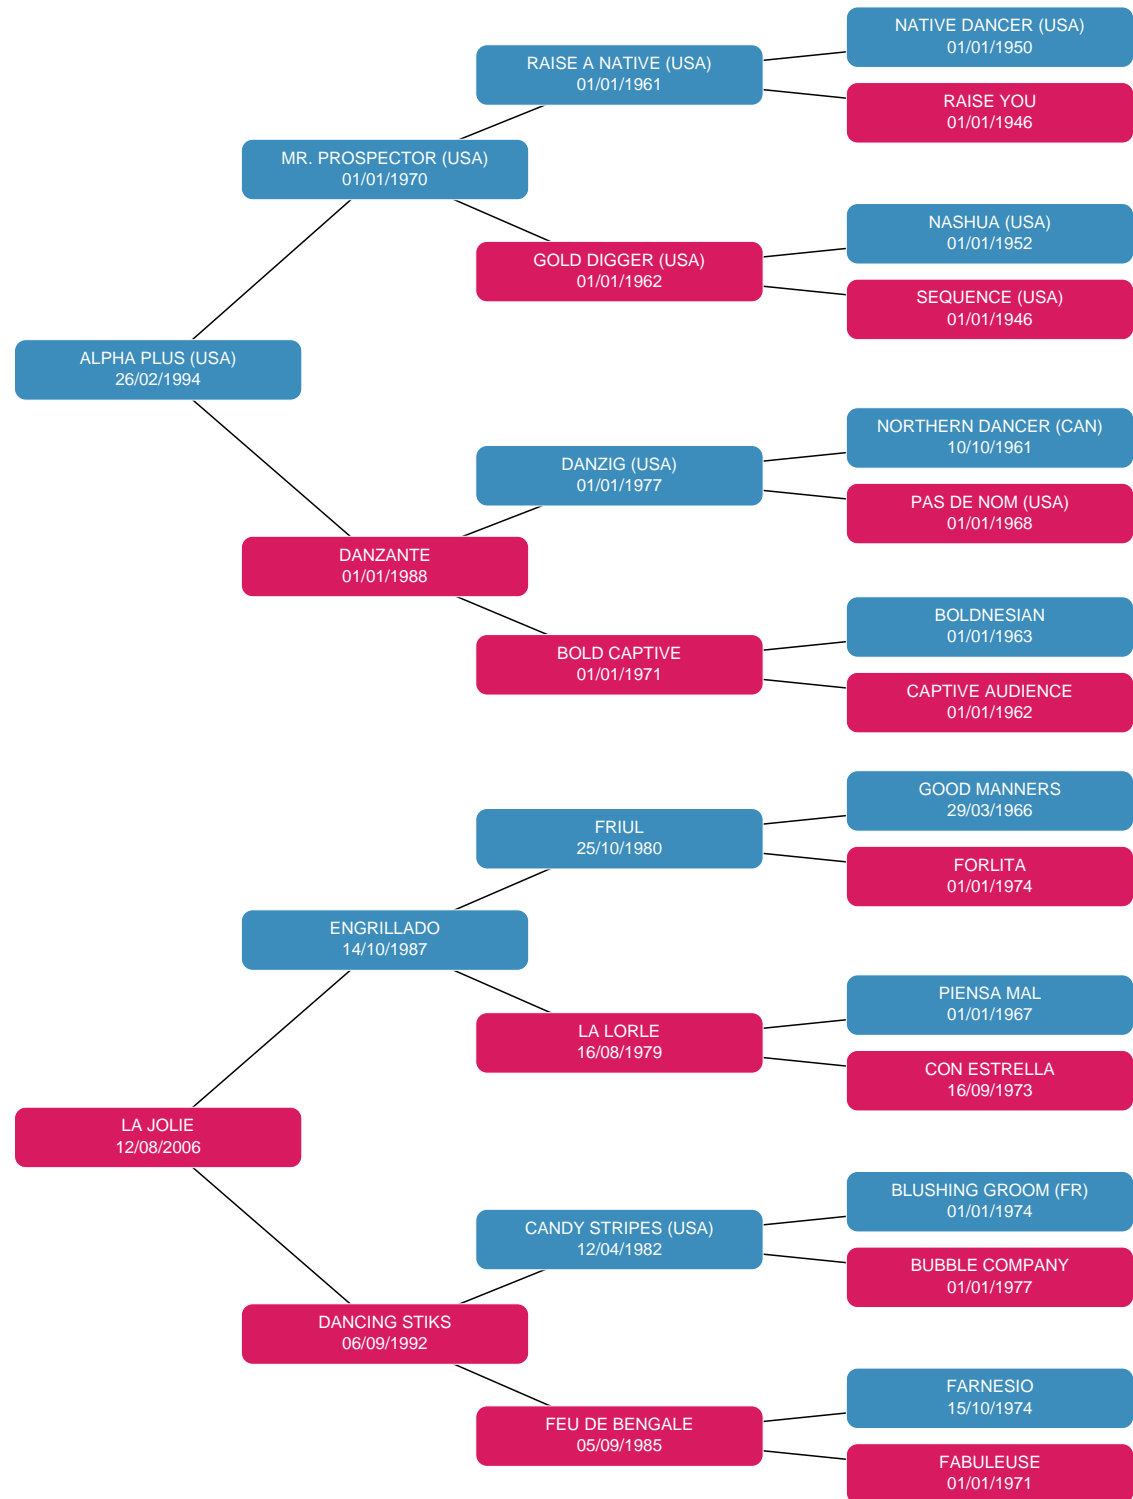 NATIVE DANCER (USA)
01/01/1950
RAISE A NATIVE (USA)
01/01/1961
RAISE YOU
01/01/1946
MR. PROSPECTOR (USA)
01/01/1970
NASHUA (USA)
01/01/1952
GOLD DIGGER (USA)
01/01/1962
SEQUENCE (USA)
01/01/1946
ALPHA PLUS (USA)
26/02/1994
NORTHERN DANCER (CAN)
10/10/1961
DANZIG (USA)
01/01/1977
PAS DE NOM (USA)
01/01/1968
DANZANTE
01/01/1988
BOLDNESIAN
01/01/1963
BOLD CAPTIVE
01/01/1971
CAPTIVE AUDIENCE
01/01/1962
GOOD MANNERS
29/03/1966
FRIUL
25/10/1980
FORLITA
01/01/1974
ENGRILLADO
14/10/1987
PIENSA MAL
01/01/1967
LA LORLE
16/08/1979
CON ESTRELLA
16/09/1973
LA JOLIE
12/08/2006
BLUSHING GROOM (FR)
01/01/1974
CANDY STRIPES (USA)
12/04/1982
BUBBLE COMPANY
01/01/1977
DANCING STIKS
06/09/1992
FARNESIO
15/10/1974
FEU DE BENGALE
05/09/1985
FABULEUSE
01/01/1971